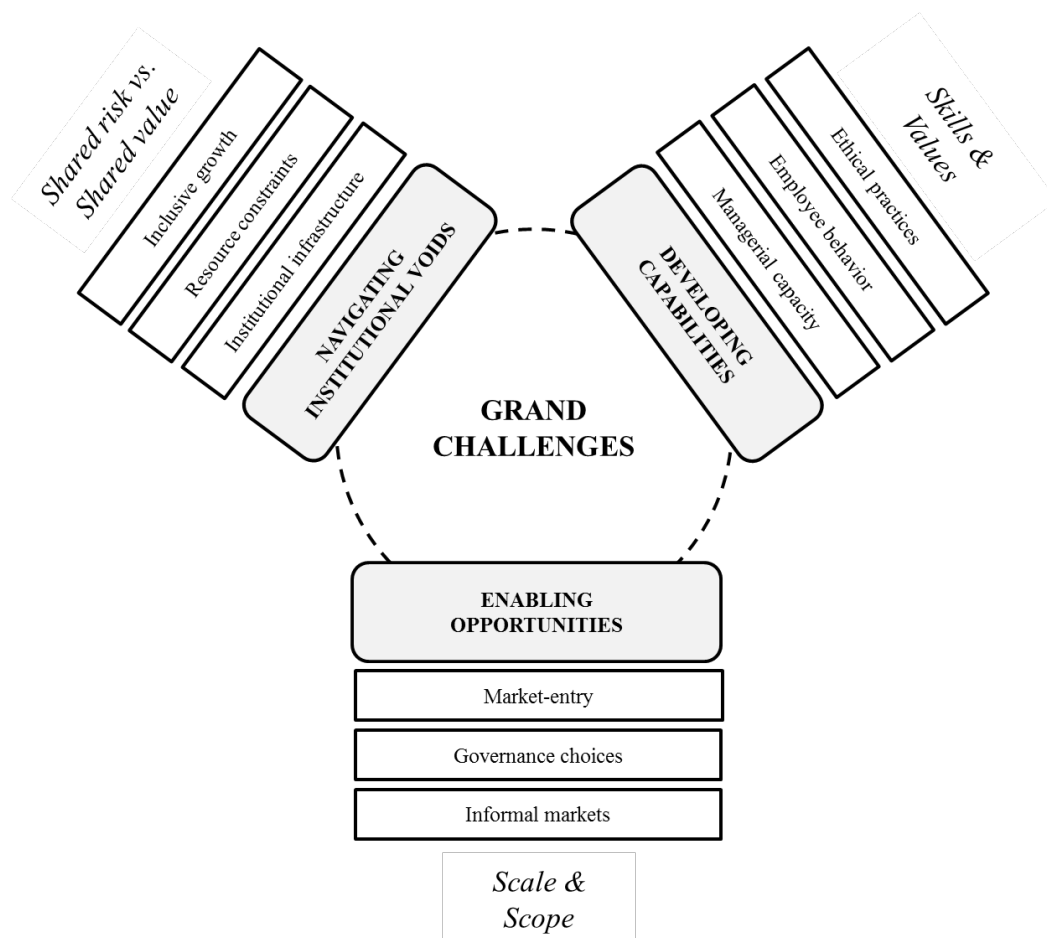 Shared risk vs.
Shared value
Inclusive growth
Resource constraints
Institutional infrastructure
NAVIGATING
INSTITUTIONAL VOIDS
Skills &
Values
Ethical practices
Employee behavior
Managerial capacity
DEVELOPING
CAPABILITIES
GRAND
CHALLENGES
ENABLING
OPPORTUNITIES
Market-entry
Governance choices
Informal markets
Scale &
Scope